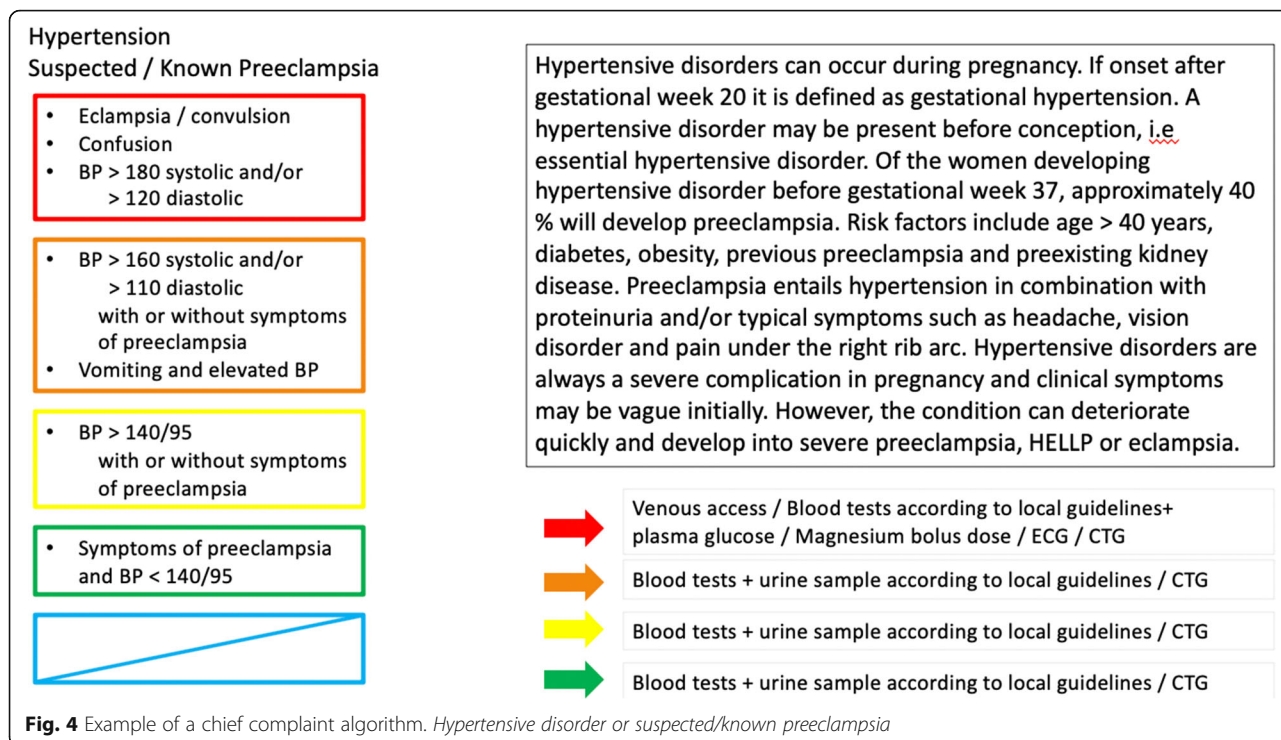 Hypertension
Suspected / Known Preeclampsia
• Eclampsia / convulsion
• Confusion
• BP > 180 systolic and/or
> 120 diastolic
• BP > 160 systolic and/or
> 110 diastolic
with or without symptoms
of preeclampsia
• Vomiting and elevated BP
• BP > 140/95
with or without symptoms
of preeclampsia
• Symptoms of preeclampsia
and BP < 140/95
Hypertensive disorders can occur during pregnancy. If onset after
gestational week 20 it is defined as gestational hypertension. A
hypertensive disorder may be present before conception, i.e
essential hypertensive disorder. Of the women developing
hypertensive disorder before gestational week 37, approximately 40
% will develop preeclampsia. Risk factors include age > 40 years,
diabetes, obesity, previous preeclampsia and preexisting kidney
disease. Preeclampsia entails hypertension in combination with
proteinuria and/or typical symptoms such as headache, vision
disorder and pain under the right rib arc. Hypertensive disorders are
always a severe complication in pregnancy and clinical symptoms
may be vague initially. However, the condition can deteriorate
quickly and develop into severe preeclampsia, HELLP or eclampsia.
Venous access / Blood tests according to local guidelines+
plasma glucose / Magnesium bolus dose / ECG / CTG
Blood tests + urine sample according to local guidelines / CTG
Blood tests + urine sample according to local guidelines / CTG
Blood tests + urine sample according to local guidelines / CTG
Fig. 4 Example of a chief complaint algorithm. Hypertensive disorder or suspected/known preeclampsia